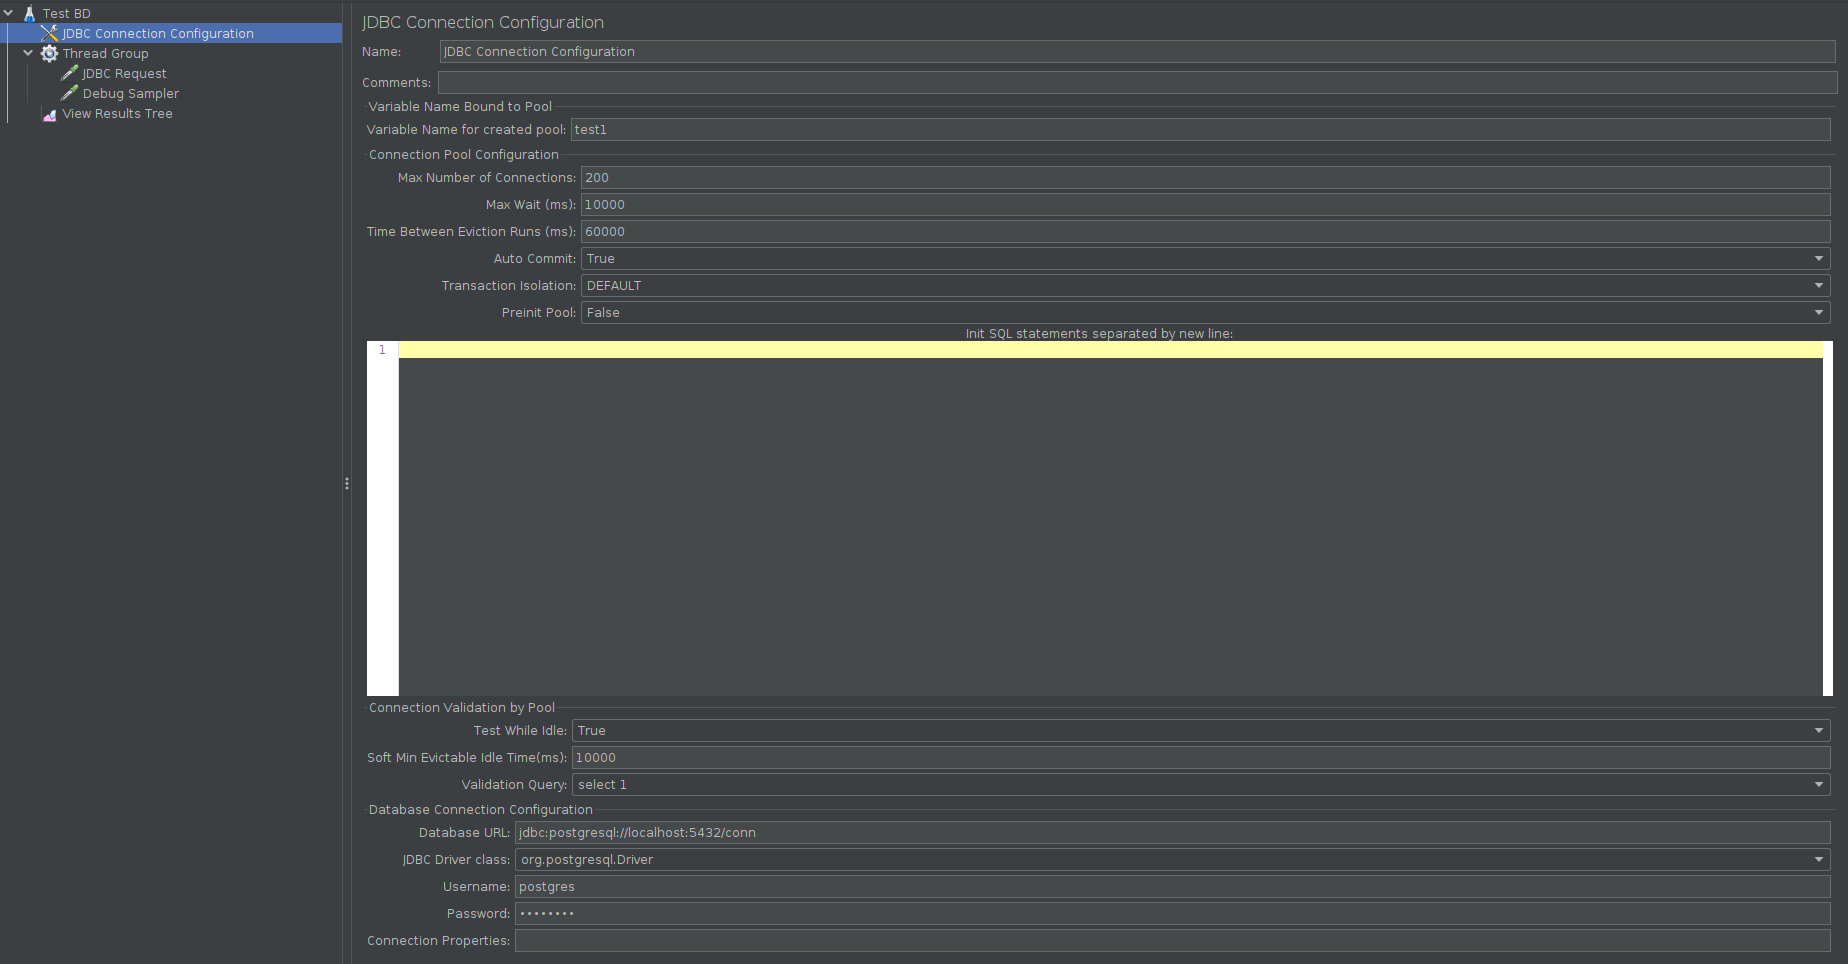 Test BD
JDBC Connection Configuration
Thread Group
JDBC Request
Debug Sampler
View Results Tree
JDBC Connection Configuration
Name: JDBC Connection Configuration
Comments:
Variable Name Bound to Pool
Variable Name for created pool: test1
Connection Pool Configuration
Max Number of Connections: 200
Max Wait (ms): 10000
Time Between Eviction Runs (ms): 60000
Auto Commit: True
Transaction Isolation: DEFAULT
Preinit Pool: False
Init SQL statements separated by new line:
1
Connection Validation by Pool
Test While Idle: True
Soft Min Evictable Idle Time(ms): 10000
Validation Query: select 1
Database Connection Configuration
Database URL: jdbc:postgresql://localhost:5432/conn
JDBC Driver class: org.postgresql.Driver
Username: postgres
Password: ••••••••
Connection Properties: